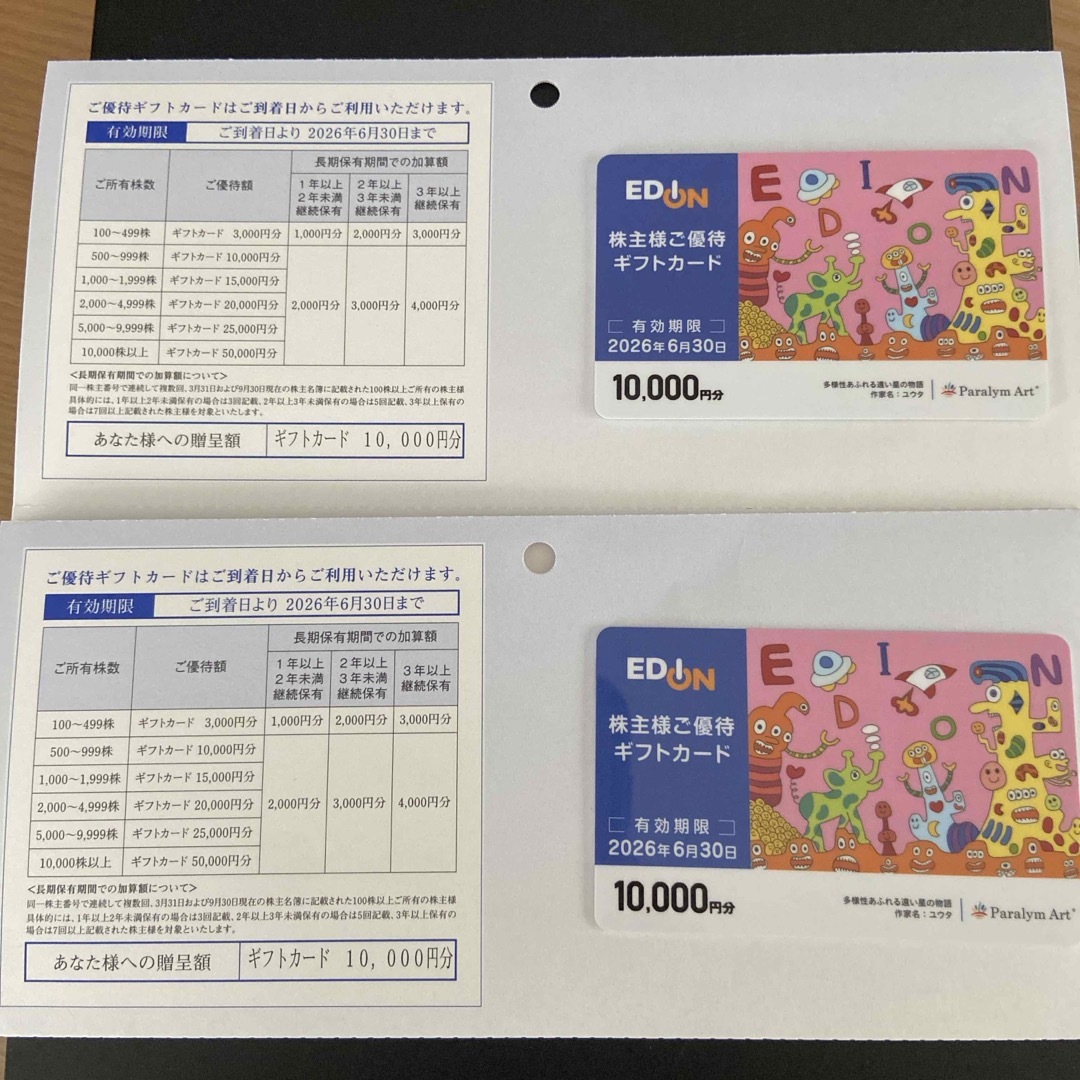 ご優待ギフトカードはご到着日からご利用いただけます。
有効期限 ご到着日より 2026年6月30日まで
ご所有株数 ご優待額 長期保有期間での加算額
1年以上 2年未満 継続保有 2年以上 3年未満 継続保有 3年以上 継続保有
100～499株 ギフトカード 3,000円分 1,000円分 2,000円分 3,000円分
500～999株 ギフトカード 10,000円分
1,000～1,999株 ギフトカード 15,000円分
2,000～4,999株 ギフトカード 20,000円分 2,000円分 3,000円分 4,000円分
5,000～9,999株 ギフトカード 25,000円分
10,000株以上 ギフトカード 50,000円分
<長期保有期間での加算額について>
同一株主番号で連続して複数回、3月31日および9月30日現在の株主名簿に記載された100株以上ご所有の株主様
具体的には、1年以上2年未満保有の場合は3回記載、2年以上3年未満保有の場合は5回記載、3年以上保有の
場合は7回以上記載された株主様を対象といたします。
あなた様への贈呈額 ギフトカード 10,000円分
EDION
株主様ご優待
ギフトカード
有効期限
2026年6月30日
10,000円分
E D I O N
多様性あふれる遠い星の物語
作家名：ユウタ
Paralym Art
ご優待ギフトカードはご到着日からご利用いただけます。
有効期限 ご到着日より 2026年6月30日まで
ご所有株数 ご優待額 長期保有期間での加算額
1年以上 2年未満 継続保有 2年以上 3年未満 継続保有 3年以上 継続保有
100～499株 ギフトカード 3,000円分 1,000円分 2,000円分 3,000円分
500～999株 ギフトカード 10,000円分
1,000～1,999株 ギフトカード 15,000円分
2,000～4,999株 ギフトカード 20,000円分 2,000円分 3,000円分 4,000円分
5,000～9,999株 ギフトカード 25,000円分
10,000株以上 ギフトカード 50,000円分
<長期保有期間での加算額について>
同一株主番号で連続して複数回、3月31日および9月30日現在の株主名簿に記載された100株以上ご所有の株主様
具体的には、1年以上2年未満保有の場合は3回記載、2年以上3年未満保有の場合は5回記載、3年以上保有の
場合は7回以上記載された株主様を対象といたします。
あなた様への贈呈額 ギフトカード 10,000円分
EDION
株主様ご優待
ギフトカード
有効期限
2026年6月30日
10,000円分
E D I O N
多様性あふれる遠い星の物語
作家名：ユウタ
Paralym Art